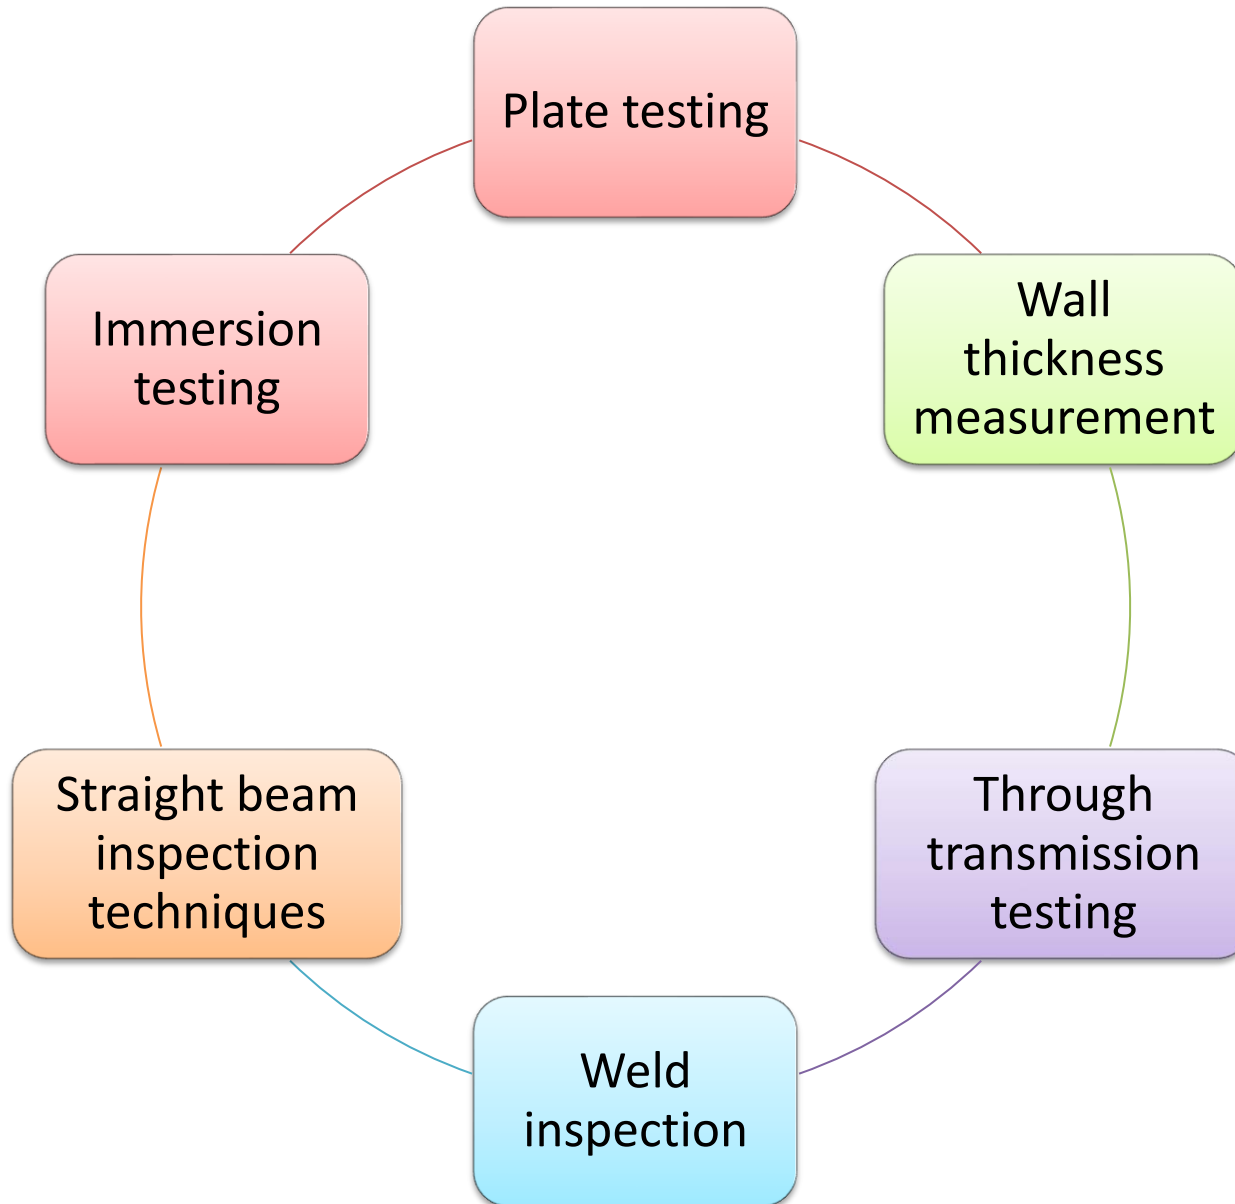 Plate testing
Wall
thickness
measurement
Through
transmission
testing
Weld
inspection
Straight beam
inspection
techniques
Immersion
testing